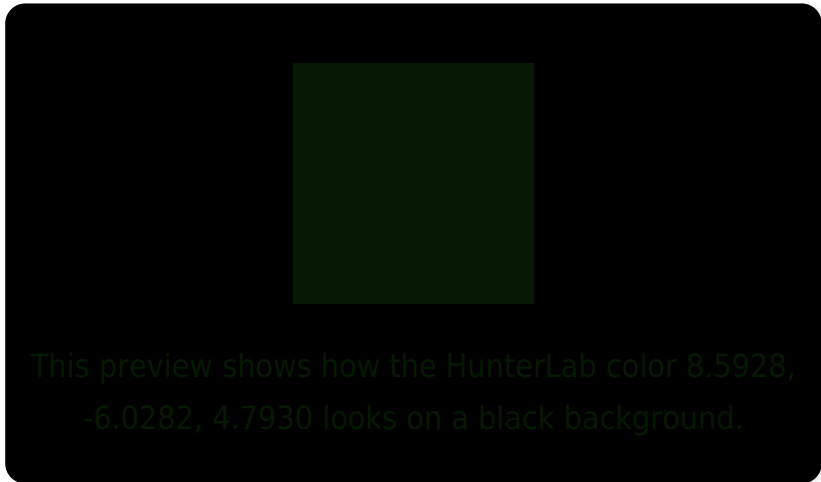 This preview shows how the HunterLab color 8.5928,
-6.0282, 4.7930 looks on a black background.